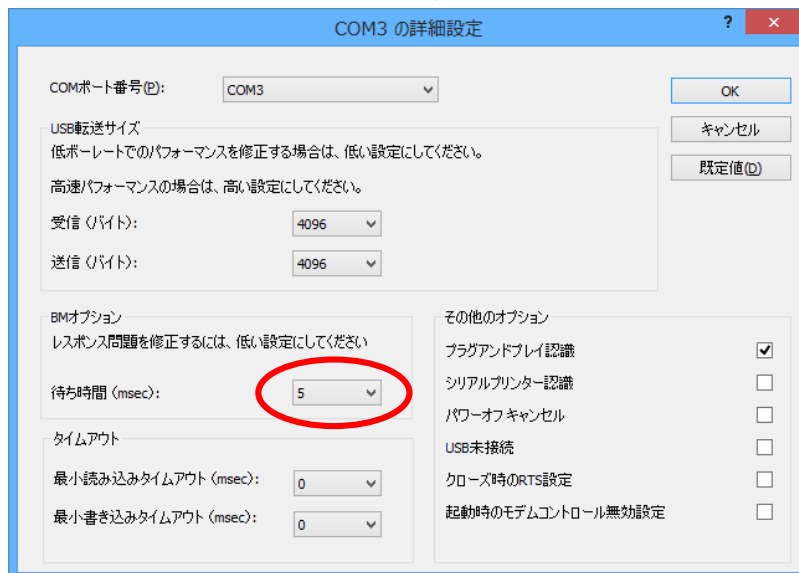 COM3 の詳細設定
? ×
COMポート番号(P): COM3
OK
USB転送サイズ
キャンセル
低ボーレートでのパフォーマンスを修正する場合は、低い設定にしてください。
既定値(D)
高速パフォーマンスの場合は、高い設定にしてください。
受信 (バイト): 4096
送信 (バイト): 4096
BMオプション
レスポンス問題を修正するには、低い設定にしてください
待ち時間 (msec): 5
タイムアウト
最小読み込みタイムアウト (msec): 0
最小書き込みタイムアウト (msec): 0
その他のオプション
プラグアンドプレイ認識
シリアルプリンター認識
パワーオフ キャンセル
USB未接続
クローズ時のRTS設定
起動時のモデムコントロール無効設定